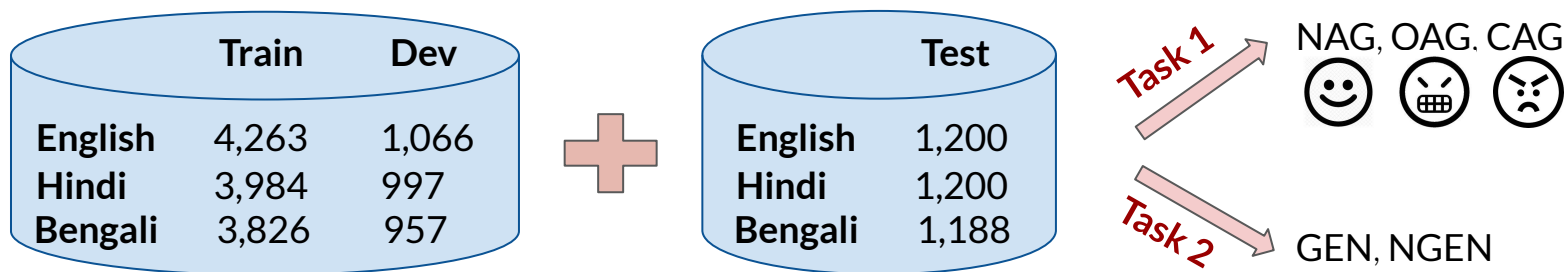 Train Dev
English 4,263 1,066
Hindi 3,984 997
Bengali 3,826 957
Test
English 1,200
Hindi 1,200
Bengali 1,188
Task 1
NAG, OAG, CAG
Task 2
GEN, NGEN